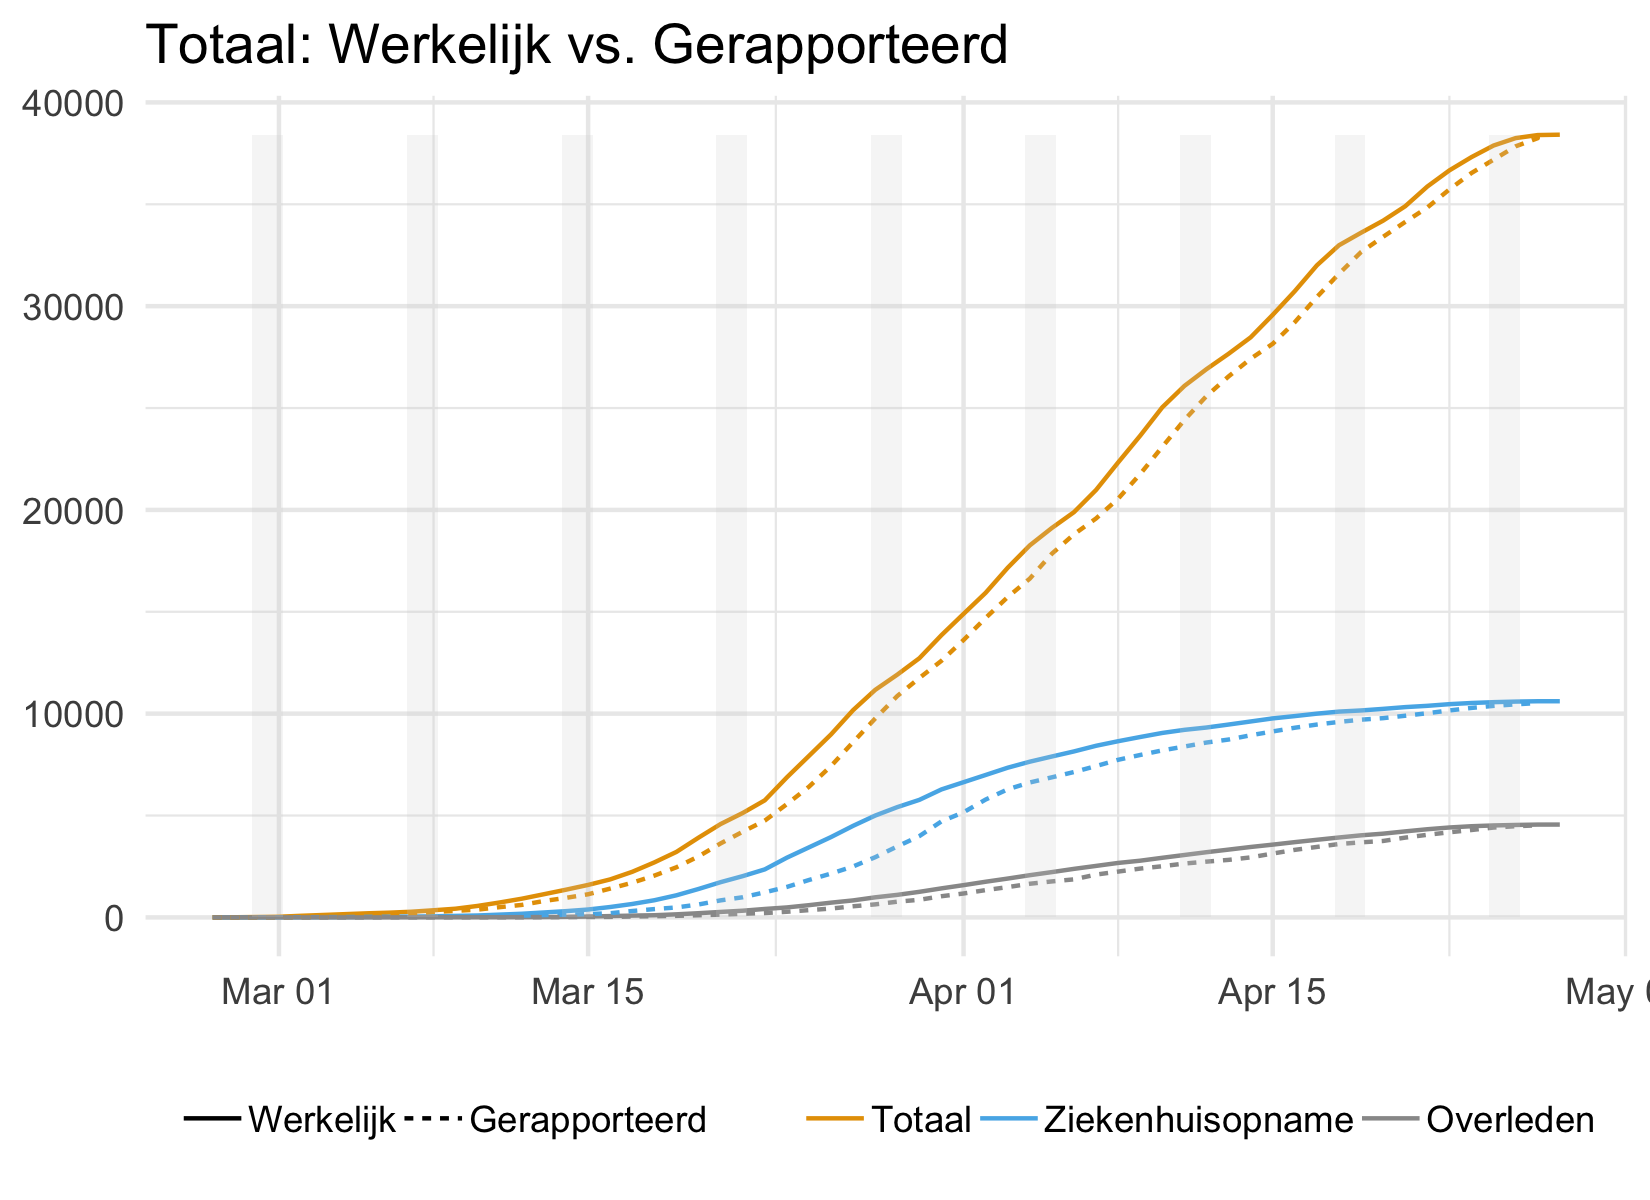 Totaal: Werkelijk vs. Gerapporteerd
40000
30000
20000
10000
0
Mar 01 Mar 15 Apr 01 Apr 15 May
Werkelijk Gerapporteerd Totaal Ziekenhuisopname Overleden